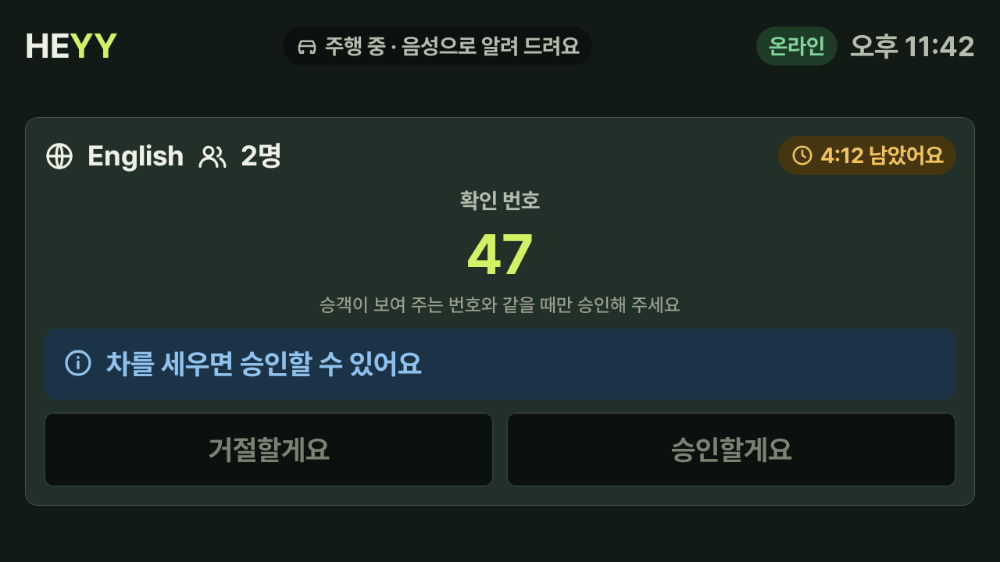 HEYY
주행 중 · 음성으로 알려 드려요
온라인
오후 11:42
English 2명
4:12 남았어요
확인 번호
47
승객이 보여 주는 번호와 같을 때만 승인해 주세요
차를 세우면 승인할 수 있어요
거절할게요
승인할게요